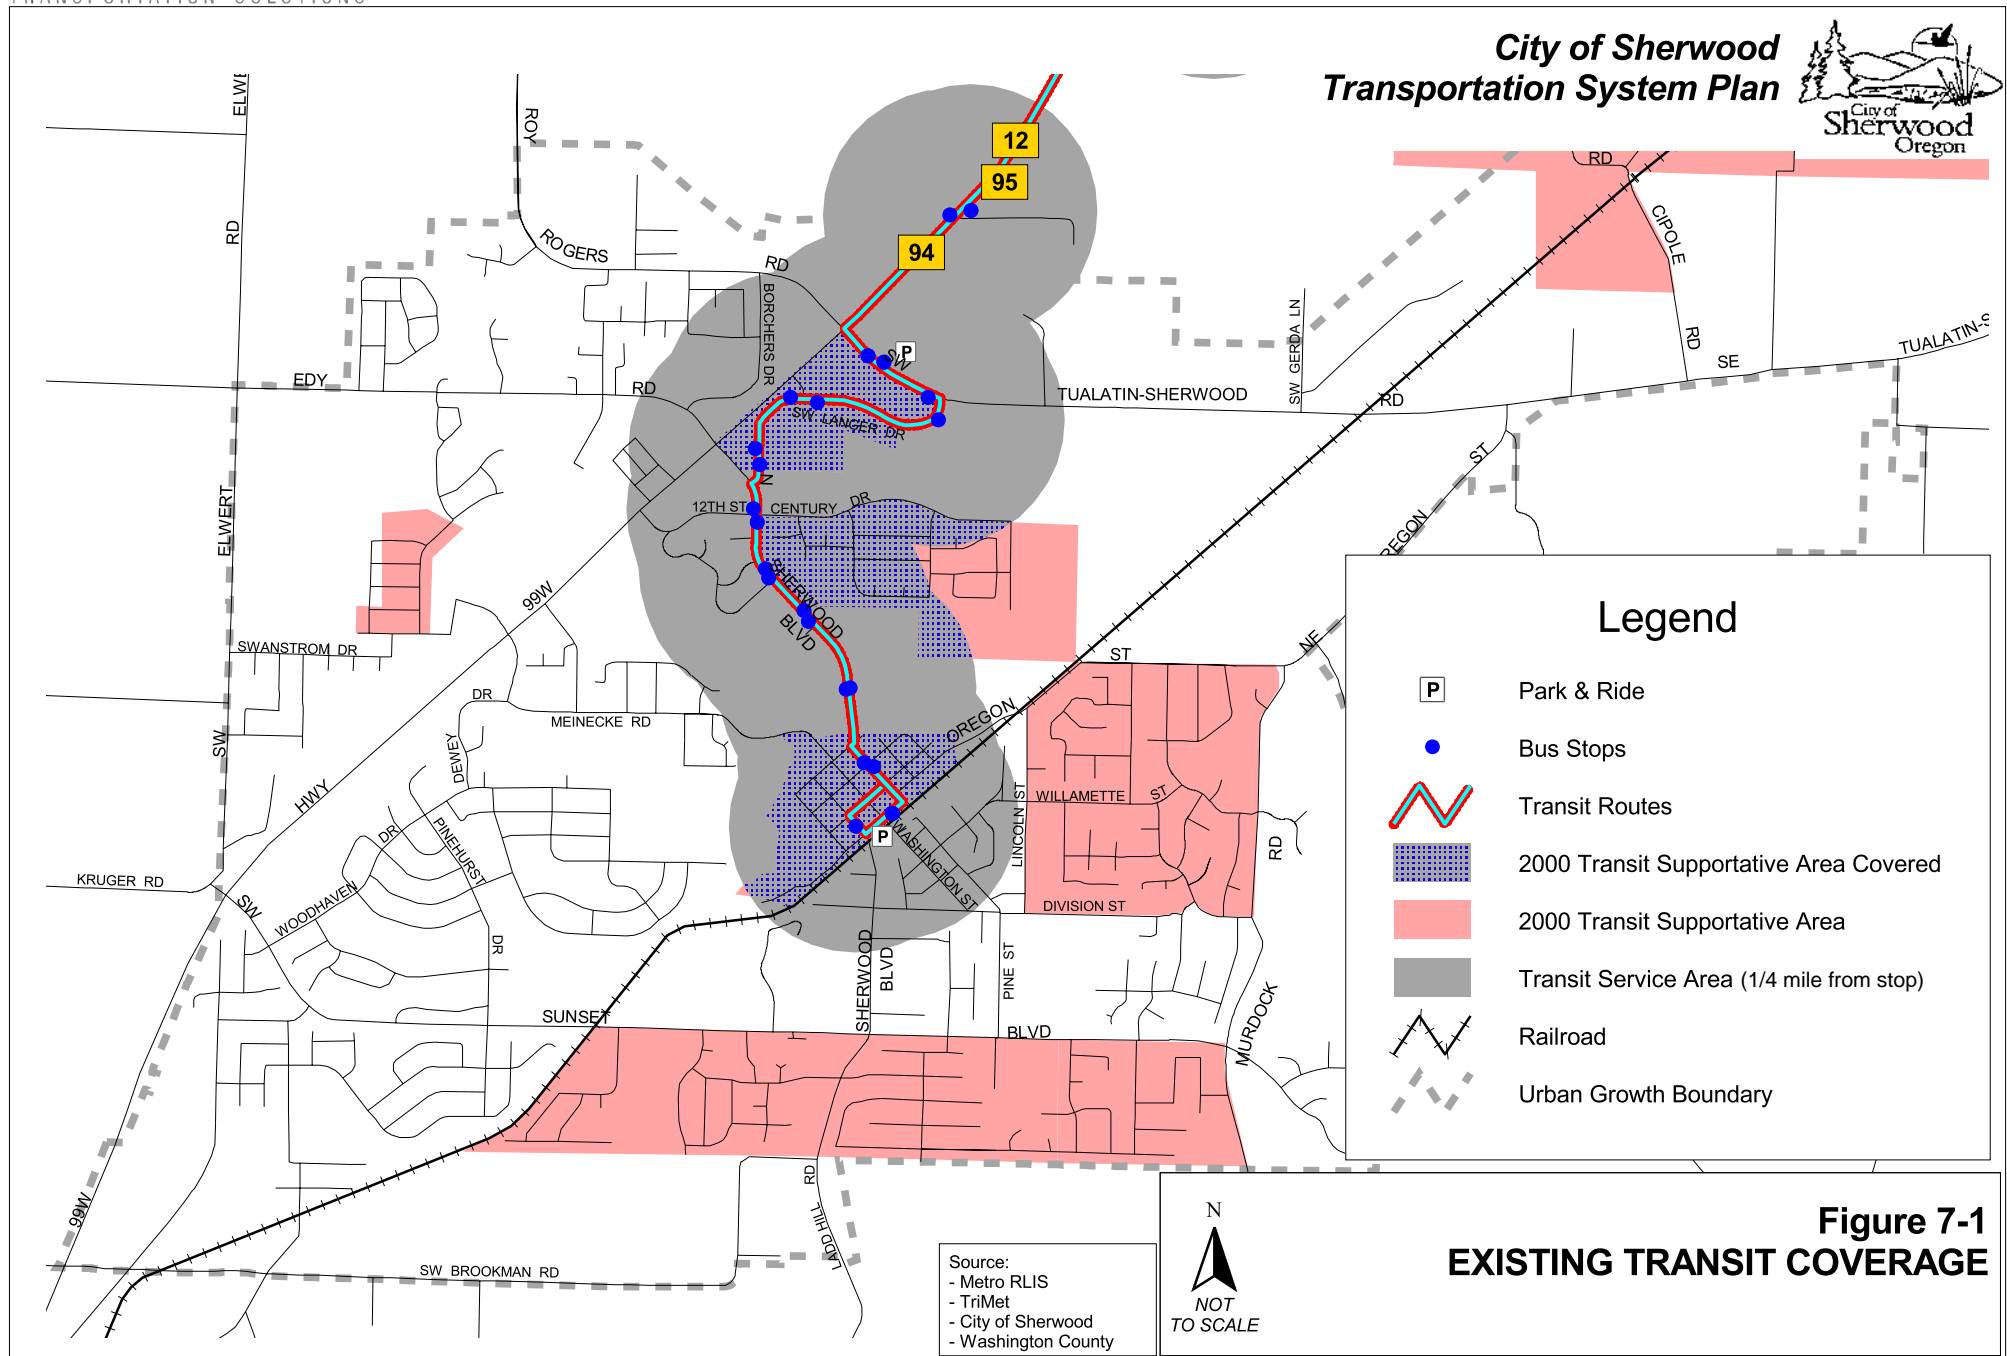 TRANSPORTATION SOLUTIONS
City of Sherwood
Transportation System Plan
City of
Sherwood
Oregon
ELWE
RD
ROY
ROGERS
RD
BORCHERS DR
12
95
94
P
SW
RD
CIPOLE
RD
SW GERDA LN
EDY
RD
TUALATIN-SHERWOOD
RD
SE
TUALATIN-S
SW LANGER DR
N
12TH ST
CENTURY
DR
ELWERT
SW
99W
HWY
SHERWOOD
BLVD
SWANSTROM DR
DR
MEINECKE RD
DEWEY
OREGON
ST
REGON
ST
NE
LINCOLN ST
WILLAMETTE
ST
RD
P
WASHINGTON ST
DIVISION ST
KRUGER RD
SW
WOODHAVEN
DR
PINEHURST
DR
SHERWOOD
BLVD
PINE ST
MURDOCK
SUNSET
BLVD
99W
RD
LADD HILL
SW BROOKMAN RD
Legend
P
Park & Ride
Bus Stops
Transit Routes
2000 Transit Supportative Area Covered
2000 Transit Supportative Area
Transit Service Area (1/4 mile from stop)
Railroad
Urban Growth Boundary
Source:
- Metro RLIS
- TriMet
- City of Sherwood
- Washington County
N
NOT
TO SCALE
Figure 7-1
EXISTING TRANSIT COVERAGE